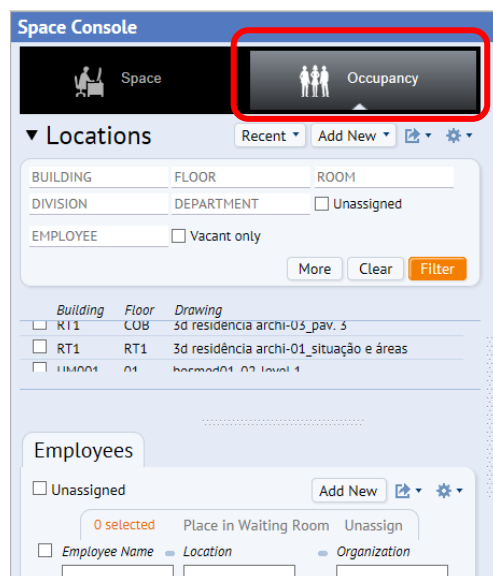 Space Console
Space
Occupancy
▼ Locations Recent ▼ Add New ▼
BUILDING FLOOR ROOM
DIVISION DEPARTMENT Unassigned
EMPLOYEE Vacant only
More Clear Filter
Building Floor Drawing
RT1 COB 3d residência archi-03_pav. 3
RT1 RT1 3d residência archi-01_situação e áreas
01
Employees
Unassigned Add New
0 selected Place in Waiting Room Unassign
Employee Name Location Organization